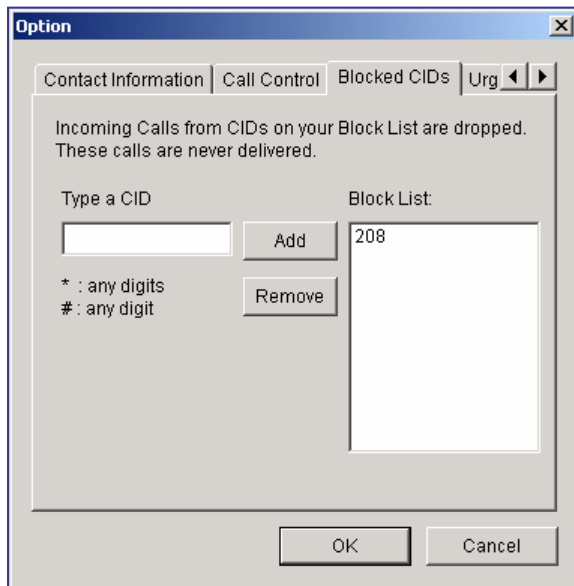 Option
Contact Information
Call Control
Blocked CIDs
Urg
Incoming Calls from CIDs on your Block List are dropped.
These calls are never delivered.
Type a CID
Block List:
Add
208
* : any digits
# : any digit
Remove
OK
Cancel